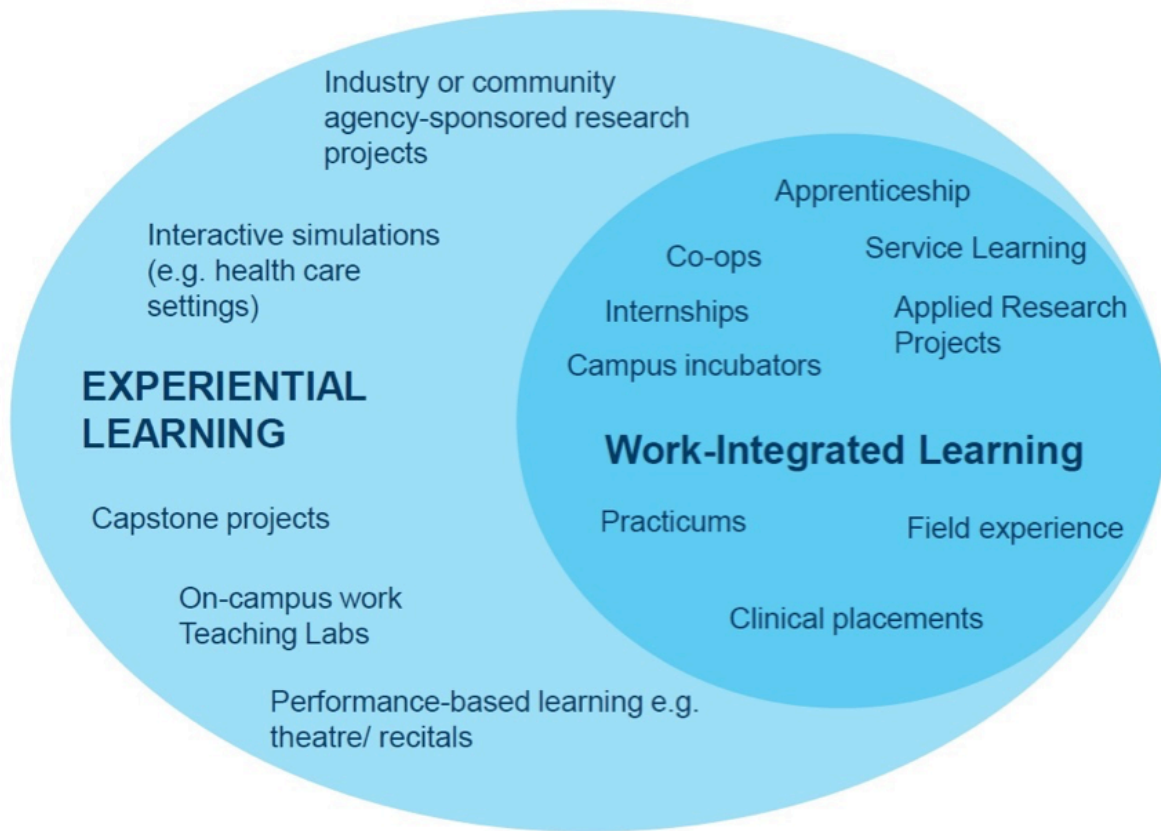 Industry or community
agency-sponsored research
projects
Interactive simulations
(e.g. health care
settings)
EXPERIENTIAL
LEARNING
Capstone projects
On-campus work
Teaching Labs
Performance-based learning e.g.
theatre/ recitals
Apprenticeship
Co-ops
Service Learning
Internships
Applied Research
Projects
Campus incubators
Work-Integrated Learning
Practicums
Field experience
Clinical placements